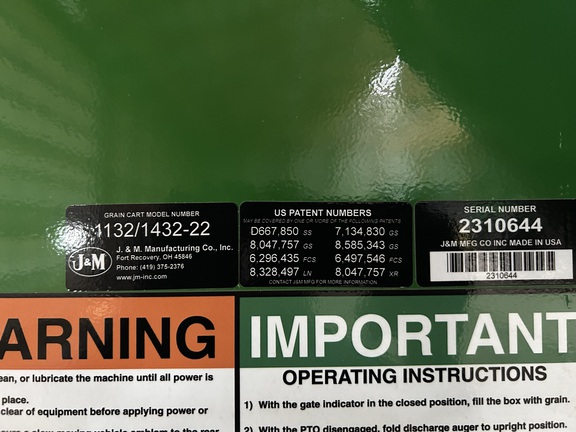 GRAIN CART MODEL NUMBER
1132/1432-22
J&M
J. & M. Manufacturing Co., Inc.
Fort Recovery, OH 45846
Phone: (419) 375-2376
www.jm-inc.com
US PATENT NUMBERS
MAY BE COVERED BY ONE OR MORE OF THE FOLLOWING PATENTS
D667,850 SS 7,134,830 GS
8,047,757 GS 8,585,343 GS
6,296,435 FCS 6,497,546 FCS
8,328,497 LN 8,047,757 XR
CONTACT J&M MFG FOR MORE INFORMATION
SERIAL NUMBER
2310644
J&M MFG CO INC MADE IN USA
2310644
ARNING
ean, or lubricate the machine until all power is
place.
clear of equipment before applying power or
IMPORTANT
OPERATING INSTRUCTIONS
1) With the gate indicator in the closed position, fill the box with grain.
2) With the PTO disengaged, fold discharge auger to upright position.